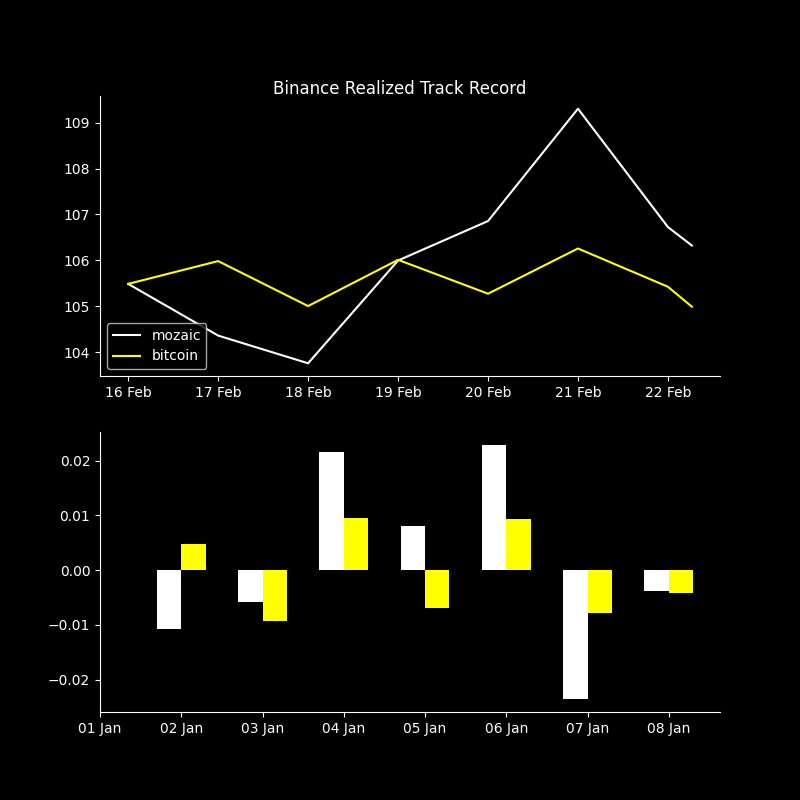 Binance Realized Track Record
109
108
107
106
105
104
mozaic
bitcoin
16 Feb 17 Feb 18 Feb 19 Feb 20 Feb 21 Feb 22 Feb
0.02
0.01
0.00
−0.01
−0.02
01 Jan 02 Jan 03 Jan 04 Jan 05 Jan 06 Jan 07 Jan 08 Jan